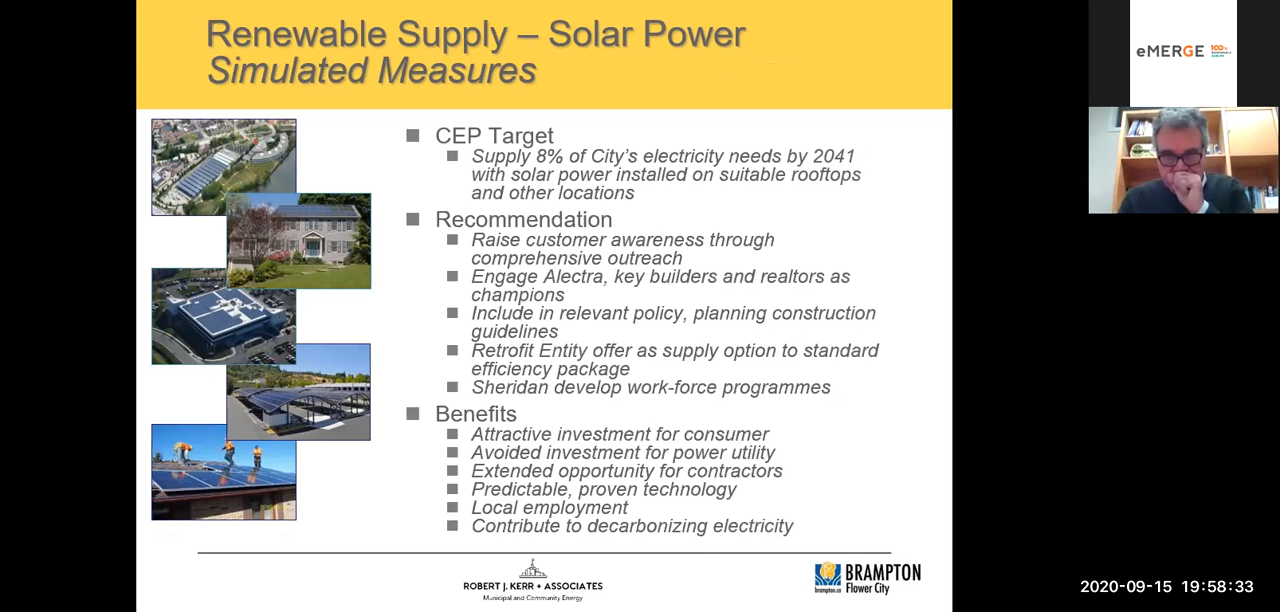 Renewable Supply – Solar Power
Simulated Measures
CEP Target
Supply 8% of City's electricity needs by 2041
with solar power installed on suitable rooftops
and other locations
Recommendation
Raise customer awareness through
comprehensive outreach
Engage Alectra, key builders and realtors as
champions
Include in relevant policy, planning construction
guidelines
Retrofit Entity offer as supply option to standard
efficiency package
Sheridan develop work-force programmes
Benefits
Attractive investment for consumer
Avoided investment for power utility
Extended opportunity for contractors
Predictable, proven technology
Local employment
Contribute to decarbonizing electricity
ROBERT J. KERR + ASSOCIATES
Municipal and Community Energy
brampton.ca
BRAMPTON
Flower City
eMERGE
100%
2020-09-15 19:58:33